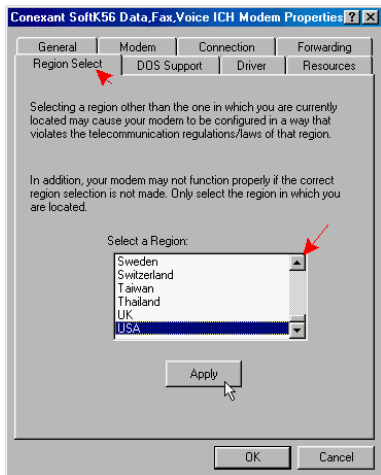 Conexant SoftK56 Data,Fax,Voice ICH Modem Properties
General Modem Connection Forwarding
Region Select DOS Support Driver Resources
Selecting a region other than the one in which you are currently
located may cause your modem to be configured in a way that
violates the telecommunication regulations/laws of that region.
In addition, your modem may not function properly if the correct
region selection is not made. Only select the region in which you
are located.
Select a Region:
Sweden
Switzerland
Taiwan
Thailand
UK
USA
Apply
OK Cancel